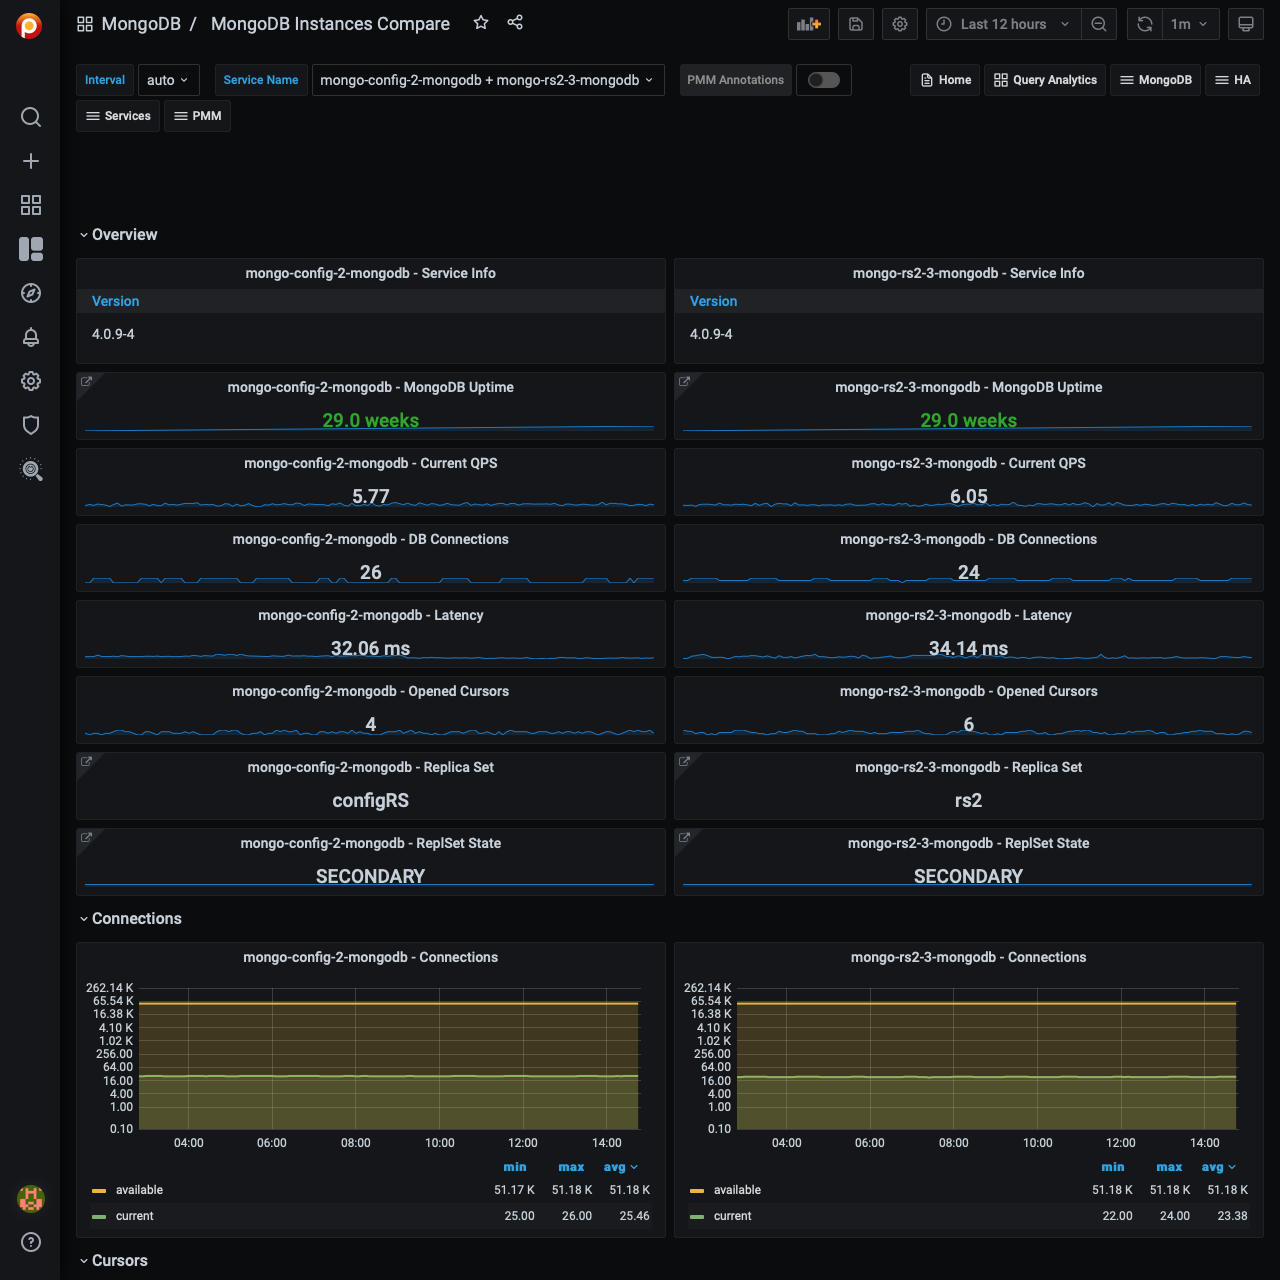 MongoDB / MongoDB Instances Compare
Last 12 hours
1m
Interval auto Service Name mongo-config-2-mongodb + mongo-rs2-3-mongodb PMM Annotations Home Query Analytics MongoDB HA
Services PMM
Overview
mongo-config-2-mongodb - Service Info
Version
4.0.9-4
mongo-rs2-3-mongodb - Service Info
Version
4.0.9-4
mongo-config-2-mongodb - MongoDB Uptime
29.0 weeks
mongo-rs2-3-mongodb - MongoDB Uptime
29.0 weeks
mongo-config-2-mongodb - Current QPS
5.77
mongo-rs2-3-mongodb - Current QPS
6.05
mongo-config-2-mongodb - DB Connections
26
mongo-rs2-3-mongodb - DB Connections
24
mongo-config-2-mongodb - Latency
32.06 ms
mongo-rs2-3-mongodb - Latency
34.14 ms
mongo-config-2-mongodb - Opened Cursors
4
mongo-rs2-3-mongodb - Opened Cursors
6
mongo-config-2-mongodb - Replica Set
configRS
mongo-rs2-3-mongodb - Replica Set
rs2
mongo-config-2-mongodb - ReplSet State
SECONDARY
mongo-rs2-3-mongodb - ReplSet State
SECONDARY
Connections
mongo-config-2-mongodb - Connections
262.14 K
65.54 K
16.38 K
4.10 K
1.02 K
256.00
64.00
16.00
4.00
1.00
0.10
04:00 06:00 08:00 10:00 12:00 14:00
min max avg
available 51.17 K 51.18 K 51.18 K
current 25.00 26.00 25.46
mongo-rs2-3-mongodb - Connections
262.14 K
65.54 K
16.38 K
4.10 K
1.02 K
256.00
64.00
16.00
4.00
1.00
0.10
04:00 06:00 08:00 10:00 12:00 14:00
min max avg
available 51.18 K 51.18 K 51.18 K
current 22.00 24.00 23.38
Cursors